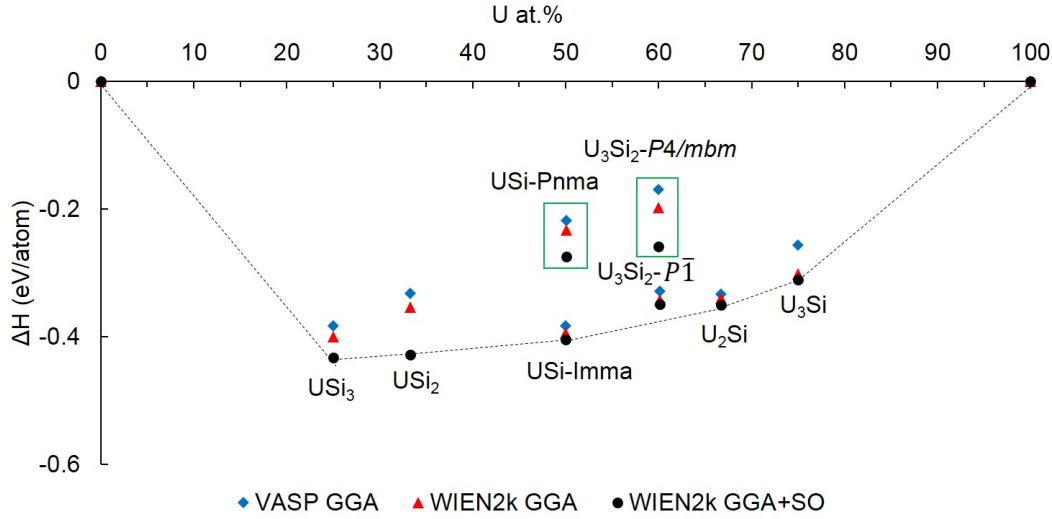 U at.%
0 10 20 30 40 50 60 70 80 90 100
0
-0.2
-0.4
-0.6
ΔH (eV/atom)
U₃Si₂-P4/mbm
USi-Pnma
U₃Si₂-P1̅
U₃Si
U₂Si
USi-Imma
USi₃
USi₂
VASP GGA WIEN2k GGA WIEN2k GGA+SO